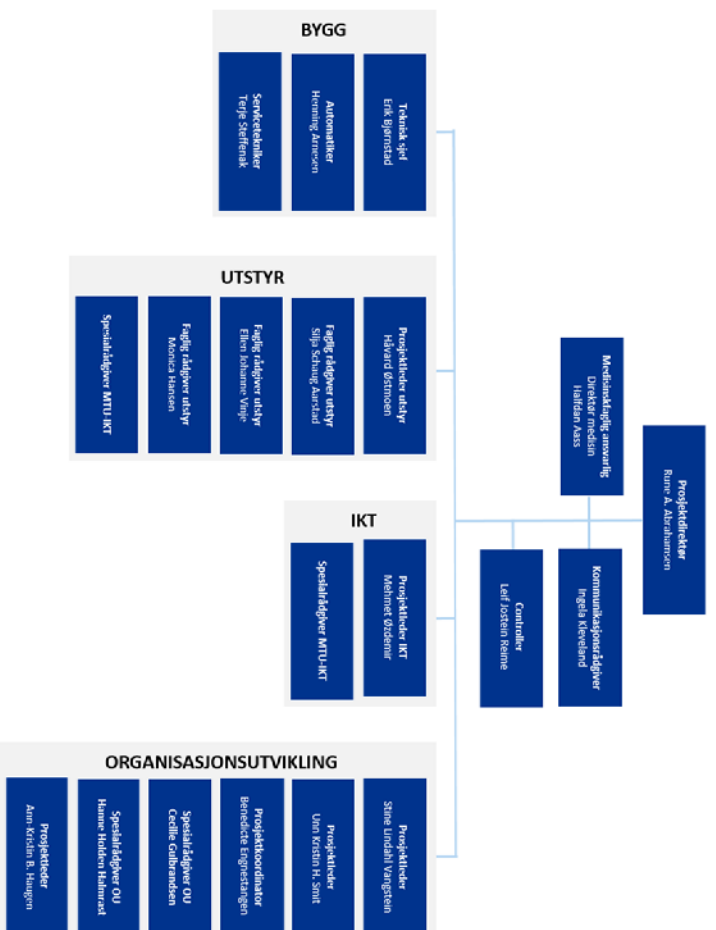 Prosjektdirektør
Rune A. Abrahamsen
Medisinskfaglig ansvarlig
Direktør medisin
Halfdan Aass
Kommunikasjonsrådgiver
Ingela Kleveland
Controller
Leif Jostein Reime
BYGG
Teknisk sjef
Erik Bjørnstad
Automatiker
Henning Arnesen
Servicetekniker
Terje Steffenak
UTSTYR
Prosjektleder utstyr
Håvard Østmoen
Faglig rådgiver utstyr
Silja Schaug Aarstad
Faglig rådgiver utstyr
Ellen Johanne Vinje
Faglig rådgiver utstyr
Monica Hansen
Spesialrådgiver MTU-IKT
IKT
Prosjektleder IKT
Mehmet Øzdemir
Spesialrådgiver MTU-IKT
ORGANISASJONSUTVIKLING
Prosjektleder
Stine Lindahl Vangstein
Prosjektleder
Unn Kristin H. Smit
Prosjektkoordinator
Benedicte Engnestangen
Spesialrådgiver OU
Cecilie Gulbrandsen
Spesialrådgiver OU
Hanne Holden Halmrast
Prosjektleder
Ann-Kristin B. Haugen